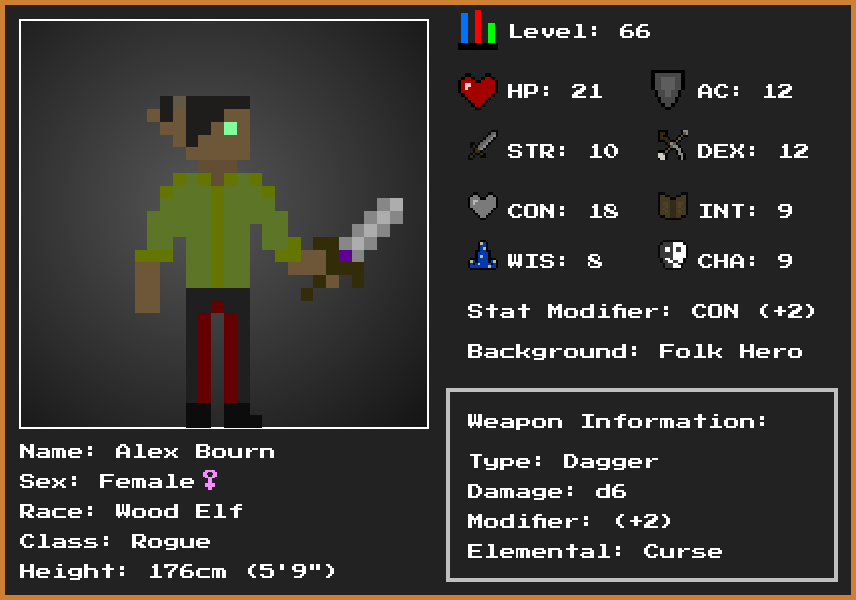 Level: 66
HP: 21
AC: 12
STR: 10
DEX: 12
CON: 18
INT: 9
WIS: 8
CHA: 9
Stat Modifier: CON (+2)
Background: Folk Hero
Weapon Information:
Type: Dagger
Damage: d6
Modifier: (+2)
Elemental: Curse
Name: Alex Bourn
Sex: Female♀
Race: Wood Elf
Class: Rogue
Height: 176cm (5'9")